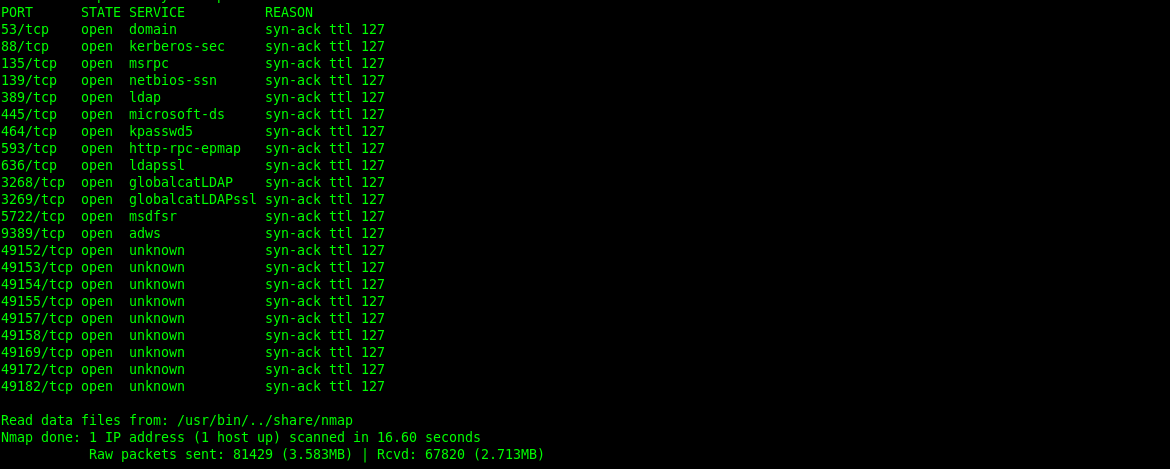 PORT      STATE SERVICE          REASON
53/tcp    open  domain           syn-ack ttl 127
88/tcp    open  kerberos-sec     syn-ack ttl 127
135/tcp   open  msrpc            syn-ack ttl 127
139/tcp   open  netbios-ssn      syn-ack ttl 127
389/tcp   open  ldap             syn-ack ttl 127
445/tcp   open  microsoft-ds     syn-ack ttl 127
464/tcp   open  kpasswd5         syn-ack ttl 127
593/tcp   open  http-rpc-epmap   syn-ack ttl 127
636/tcp   open  ldapssl          syn-ack ttl 127
3268/tcp  open  globalcatLDAP    syn-ack ttl 127
3269/tcp  open  globalcatLDAPssl syn-ack ttl 127
5722/tcp  open  msdfsr           syn-ack ttl 127
9389/tcp  open  adws             syn-ack ttl 127
49152/tcp open  unknown          syn-ack ttl 127
49153/tcp open  unknown          syn-ack ttl 127
49154/tcp open  unknown          syn-ack ttl 127
49155/tcp open  unknown          syn-ack ttl 127
49157/tcp open  unknown          syn-ack ttl 127
49158/tcp open  unknown          syn-ack ttl 127
49169/tcp open  unknown          syn-ack ttl 127
49172/tcp open  unknown          syn-ack ttl 127
49182/tcp open  unknown          syn-ack ttl 127
Read data files from: /usr/bin/../share/nmap
Nmap done: 1 IP address (1 host up) scanned in 16.60 seconds
           Raw packets sent: 81429 (3.583MB) | Rcvd: 67820 (2.713MB)